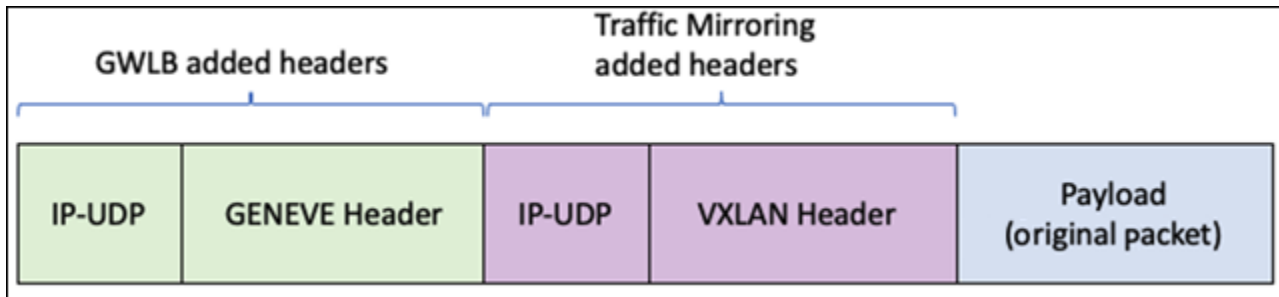 Traffic Mirroring
added headers
GWLB added headers
IP-UDP
GENEVE Header
IP-UDP
VXLAN Header
Payload
(original packet)